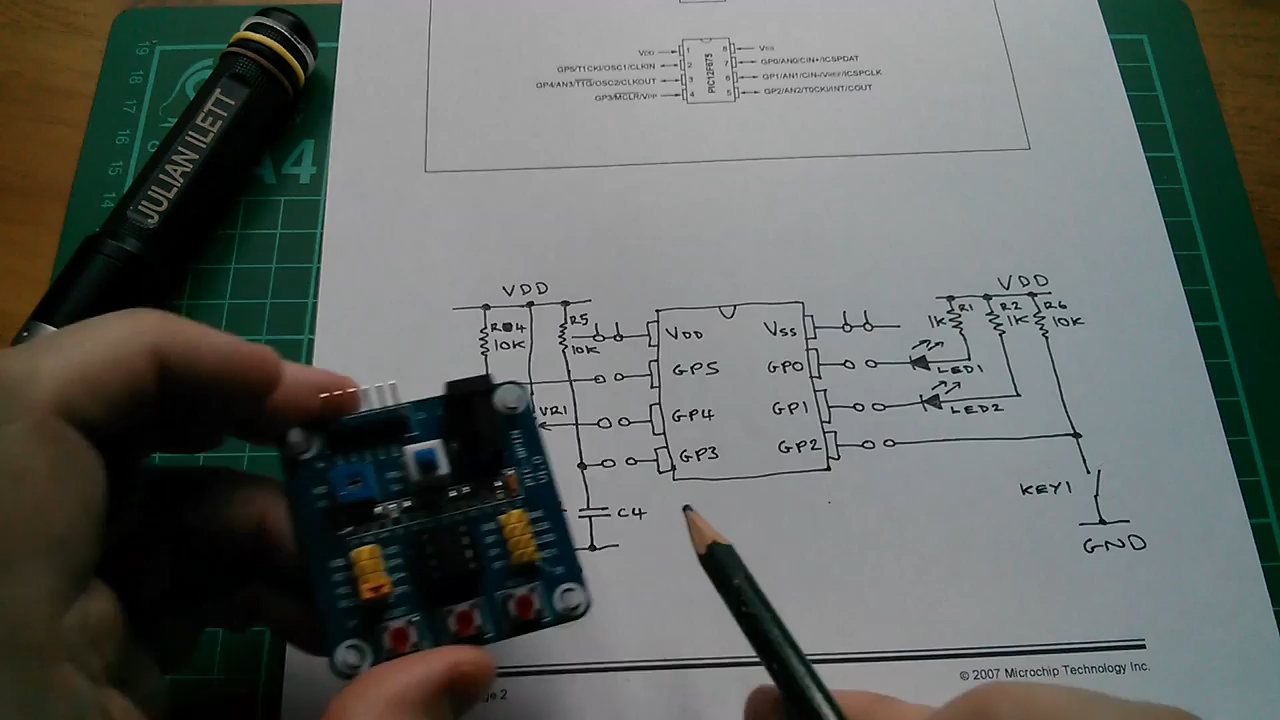 VDD
GP5/T1CKI/OSC1/CLKIN
GP4/AN3/T1G/OSC2/CLKOUT
GP3/MCLR/VPP
1
2
3
4
PIC12F675
8
7
6
5
VSS
GP0/AN0/CIN+/ICSPDAT
GP1/AN1/CIN-/VREF/ICSPCLK
GP2/AN2/T0CKI/INT/COUT
JULIAN ILETT
A4
19
18
17
16
15
14
VDD
R4
10K
R5
10K
VR1
C4
VDD
GP5
GP4
GP3
VSS
GP0
GP1
GP2
VDD
R1
1K
R2
1K
R6
10K
LED1
LED2
KEY1
GND
ge 2
© 2007 Microchip Technology Inc.